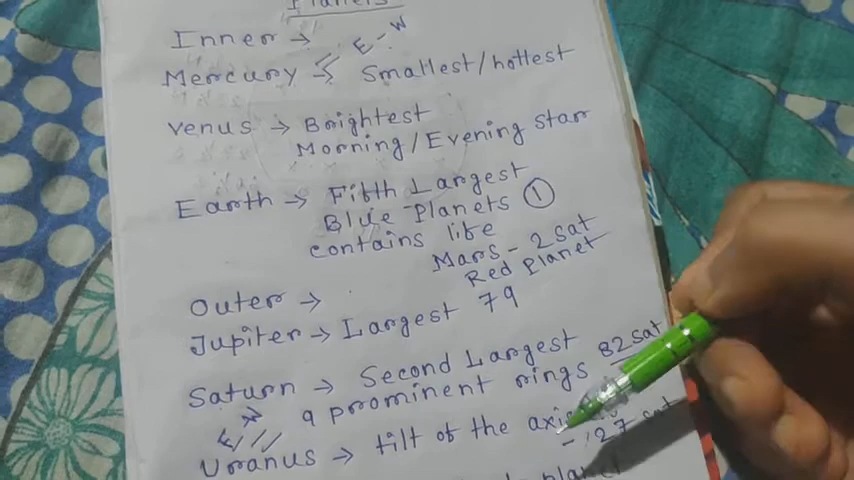 Planets
Inner →
E-W
Mercury → Smallest/hottest
Venus → Brightest
Morning/Evening Star
Earth → Fifth Largest
Blue-Planets ①
contains life
Mars - 2 sat
Red Planet
Outer →
Jupiter → Largest 79
Saturn → Second Largest
9 prominent rings 82 sat
Uranus → tilt of the axis
- 27 sat
planet